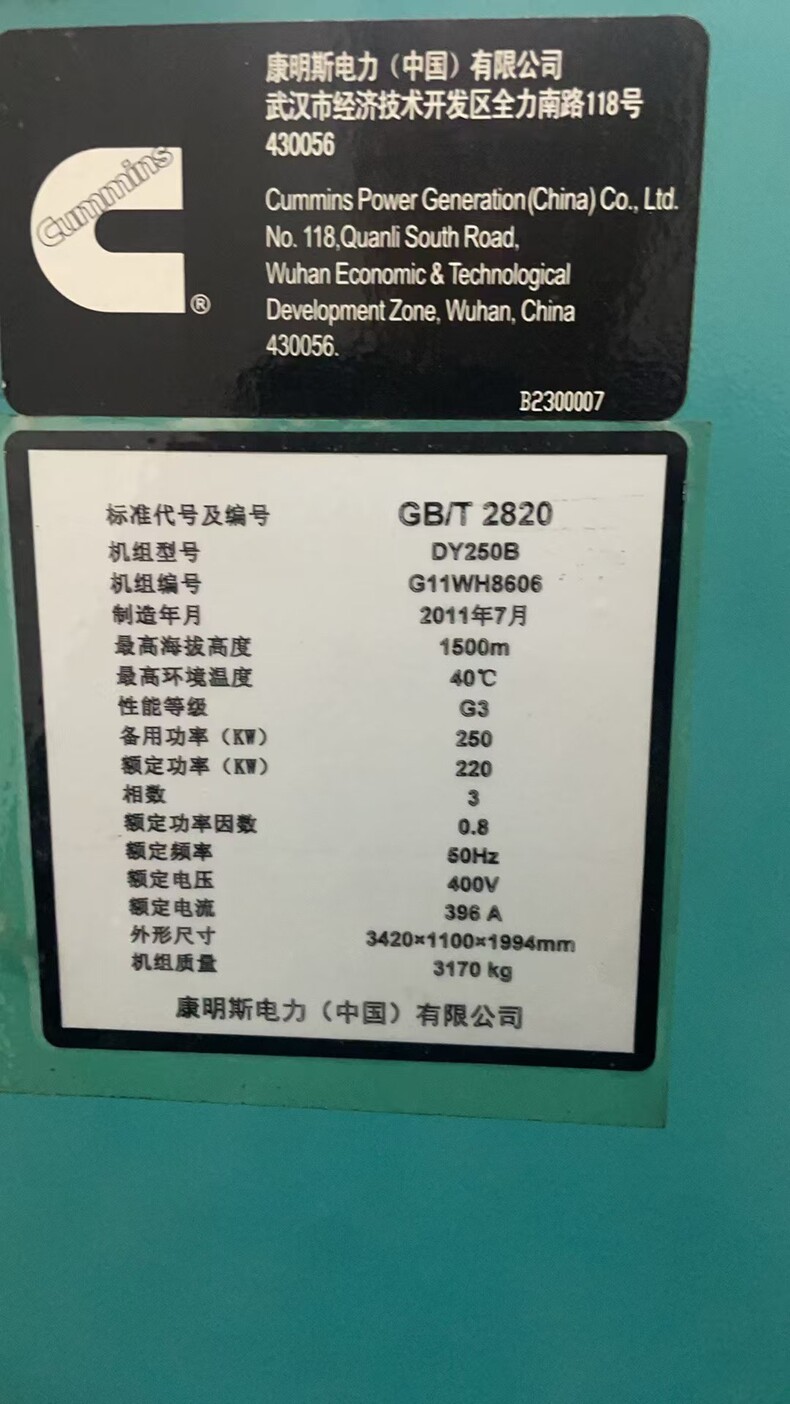 Cummins
®
康明斯电力（中国）有限公司
武汉市经济技术开发区全力南路118号
430056
Cummins Power Generation(China) Co., Ltd.
No. 118,Quanli South Road,
Wuhan Economic & Technological
Development Zone, Wuhan, China
430056.
B2300007
标准代号及编号 GB/T 2820
机组型号 DY250B
机组编号 G11WH8606
制造年月 2011年7月
最高海拔高度 1500m
最高环境温度 40℃
性能等级 G3
备用功率（KW） 250
额定功率（KW） 220
相数 3
额定功率因数 0.8
额定频率 50Hz
额定电压 400V
额定电流 396 A
外形尺寸 3420×1100×1994mm
机组质量 3170 kg
康明斯电力（中国）有限公司